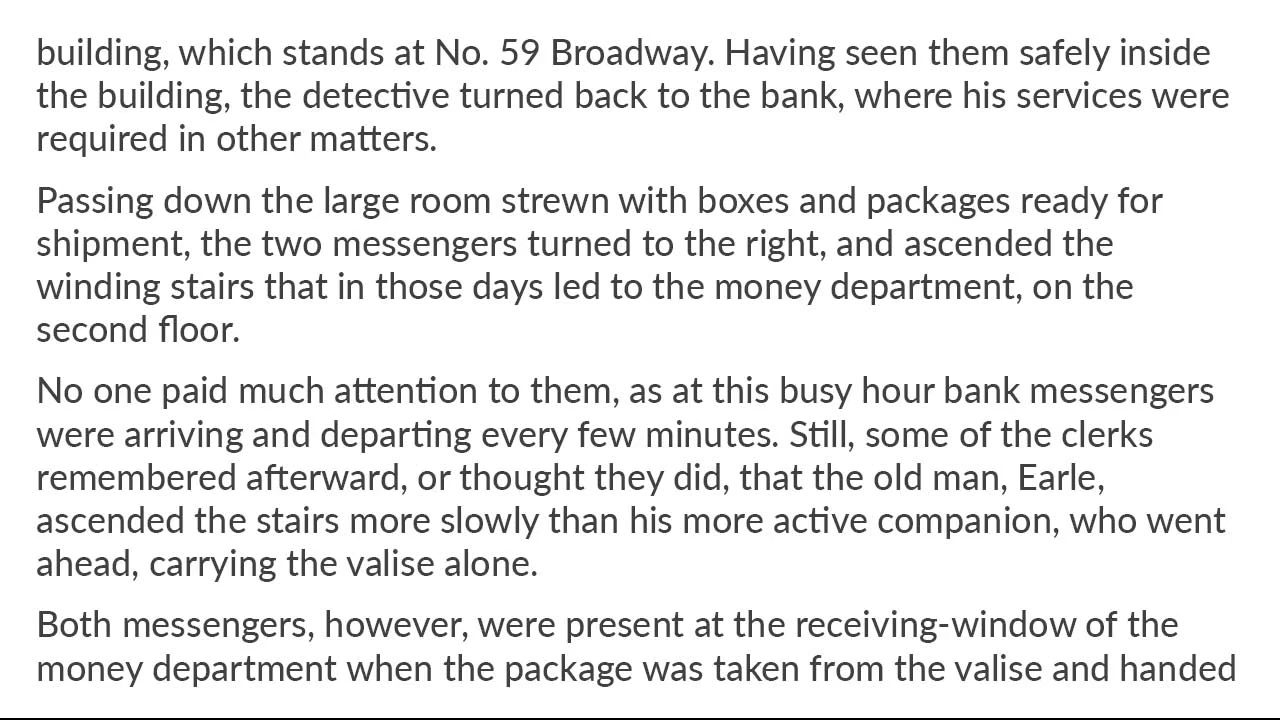 building, which stands at No. 59 Broadway. Having seen them safely inside
the building, the detective turned back to the bank, where his services were
required in other matters.
Passing down the large room strewn with boxes and packages ready for
shipment, the two messengers turned to the right, and ascended the
winding stairs that in those days led to the money department, on the
second floor.
No one paid much attention to them, as at this busy hour bank messengers
were arriving and departing every few minutes. Still, some of the clerks
remembered afterward, or thought they did, that the old man, Earle,
ascended the stairs more slowly than his more active companion, who went
ahead, carrying the valise alone.
Both messengers, however, were present at the receiving-window of the
money department when the package was taken from the valise and handed